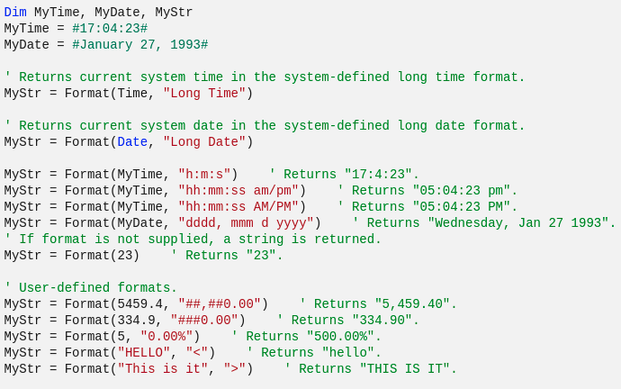 Dim MyTime, MyDate, MyStr
MyTime = #17:04:23#
MyDate = #January 27, 1993#
' Returns current system time in the system-defined long time format.
MyStr = Format(Time, "Long Time")
' Returns current system date in the system-defined long date format.
MyStr = Format(Date, "Long Date")
MyStr = Format(MyTime, "h:m:s")    ' Returns "17:4:23".
MyStr = Format(MyTime, "hh:mm:ss am/pm")    ' Returns "05:04:23 pm".
MyStr = Format(MyTime, "hh:mm:ss AM/PM")    ' Returns "05:04:23 PM".
MyStr = Format(MyDate, "dddd, mmm d yyyy")    ' Returns "Wednesday, Jan 27 1993".
' If format is not supplied, a string is returned.
MyStr = Format(23)    ' Returns "23".
' User-defined formats.
MyStr = Format(5459.4, "##,##0.00")    ' Returns "5,459.40".
MyStr = Format(334.9, "###0.00")    ' Returns "334.90".
MyStr = Format(5, "0.00%")    ' Returns "500.00%".
MyStr = Format("HELLO", "<")    ' Returns "hello".
MyStr = Format("This is it", ">")    ' Returns "THIS IS IT".